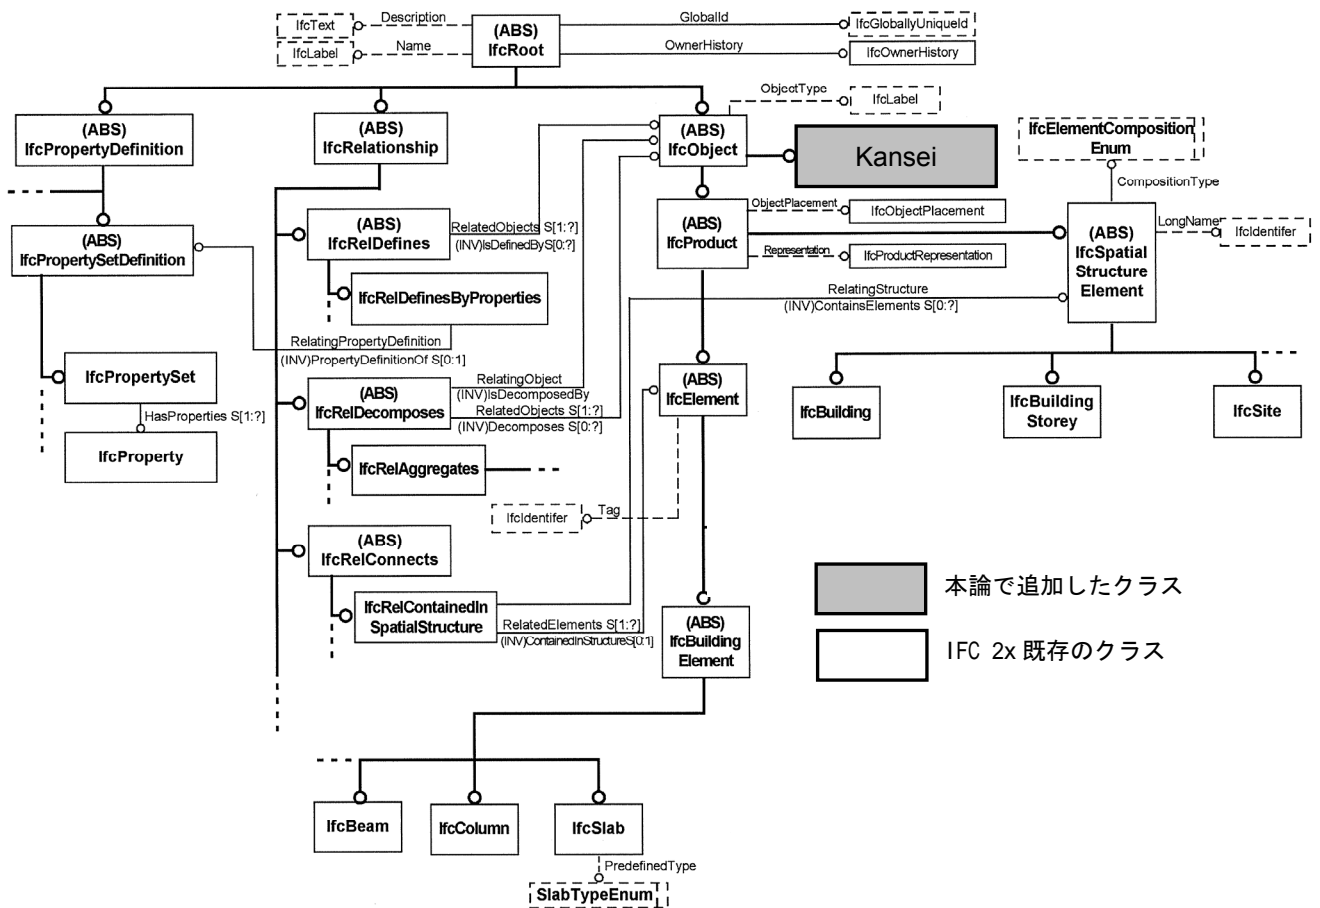 IfcText
Description
(ABS)
IfcRoot
GlobalId
IfcGloballyUniqueId
IfcLabel
Name
OwnerHistory
IfcOwnerHistory
ObjectType
IfcLabel
(ABS)
IfcPropertyDefinition
(ABS)
IfcRelationship
(ABS)
IfcObject
Kansei
IfcElementComposition
Enum
CompositionType
(ABS)
IfcPropertySetDefinition
(ABS)
IfcRelDefines
RelatedObjects S[1:?]
(INV)IsDefinedByS[0:?]
(ABS)
IfcProduct
ObjectPlacement
IfcObjectPlacement
Representation
IfcProductRepresentation
(ABS)
IfcSpatial
Structure
Element
LongName
IfcIdentifer
IfcRelDefinesByProperties
RelatingStructure
(INV)ContainsElements S[0:?]
RelatingPropertyDefinition
(INV)PropertyDefinitionOf S[0:1]
IfcPropertySet
HasProperties S[1:?]
IfcProperty
(ABS)
IfcRelDecomposes
RelatingObject
(INV)IsDecomposedBy
RelatedObjects S[1:?]
(INV)Decomposes S[0:?]
(ABS)
IfcElement
IfcBuilding
IfcBuilding
Storey
IfcSite
IfcRelAggregates
IfcIdentifer
Tag
(ABS)
IfcRelConnects
IfcRelContainedIn
SpatialStructure
RelatedElements S[1:?]
(INV)ContainedInStructureS[0:1]
(ABS)
IfcBuilding
Element
本論で追加したクラス
IFC 2x 既存のクラス
IfcBeam
IfcColumn
IfcSlab
PredefinedType
SlabTypeEnum